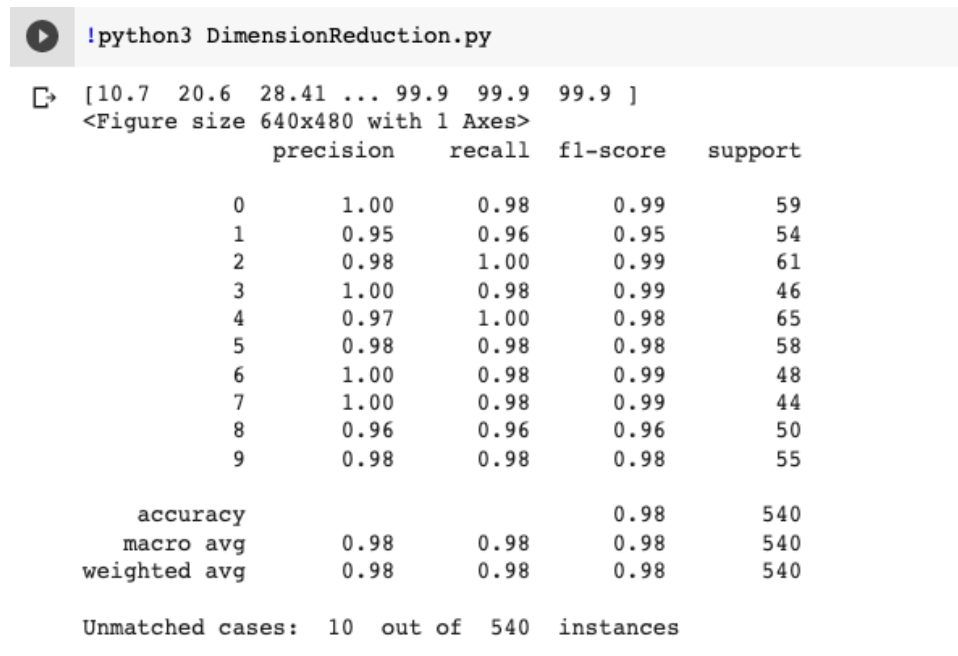 !python3 DimensionReduction.py
[10.7 20.6 28.41 ... 99.9 99.9 99.9 ]
<Figure size 640x480 with 1 Axes>
precision recall f1-score support
0 1.00 0.98 0.99 59
1 0.95 0.96 0.95 54
2 0.98 1.00 0.99 61
3 1.00 0.98 0.99 46
4 0.97 1.00 0.98 65
5 0.98 0.98 0.98 58
6 1.00 0.98 0.99 48
7 1.00 0.98 0.99 44
8 0.96 0.96 0.96 50
9 0.98 0.98 0.98 55
accuracy 0.98 540
macro avg 0.98 0.98 0.98 540
weighted avg 0.98 0.98 0.98 540
Unmatched cases: 10 out of 540 instances